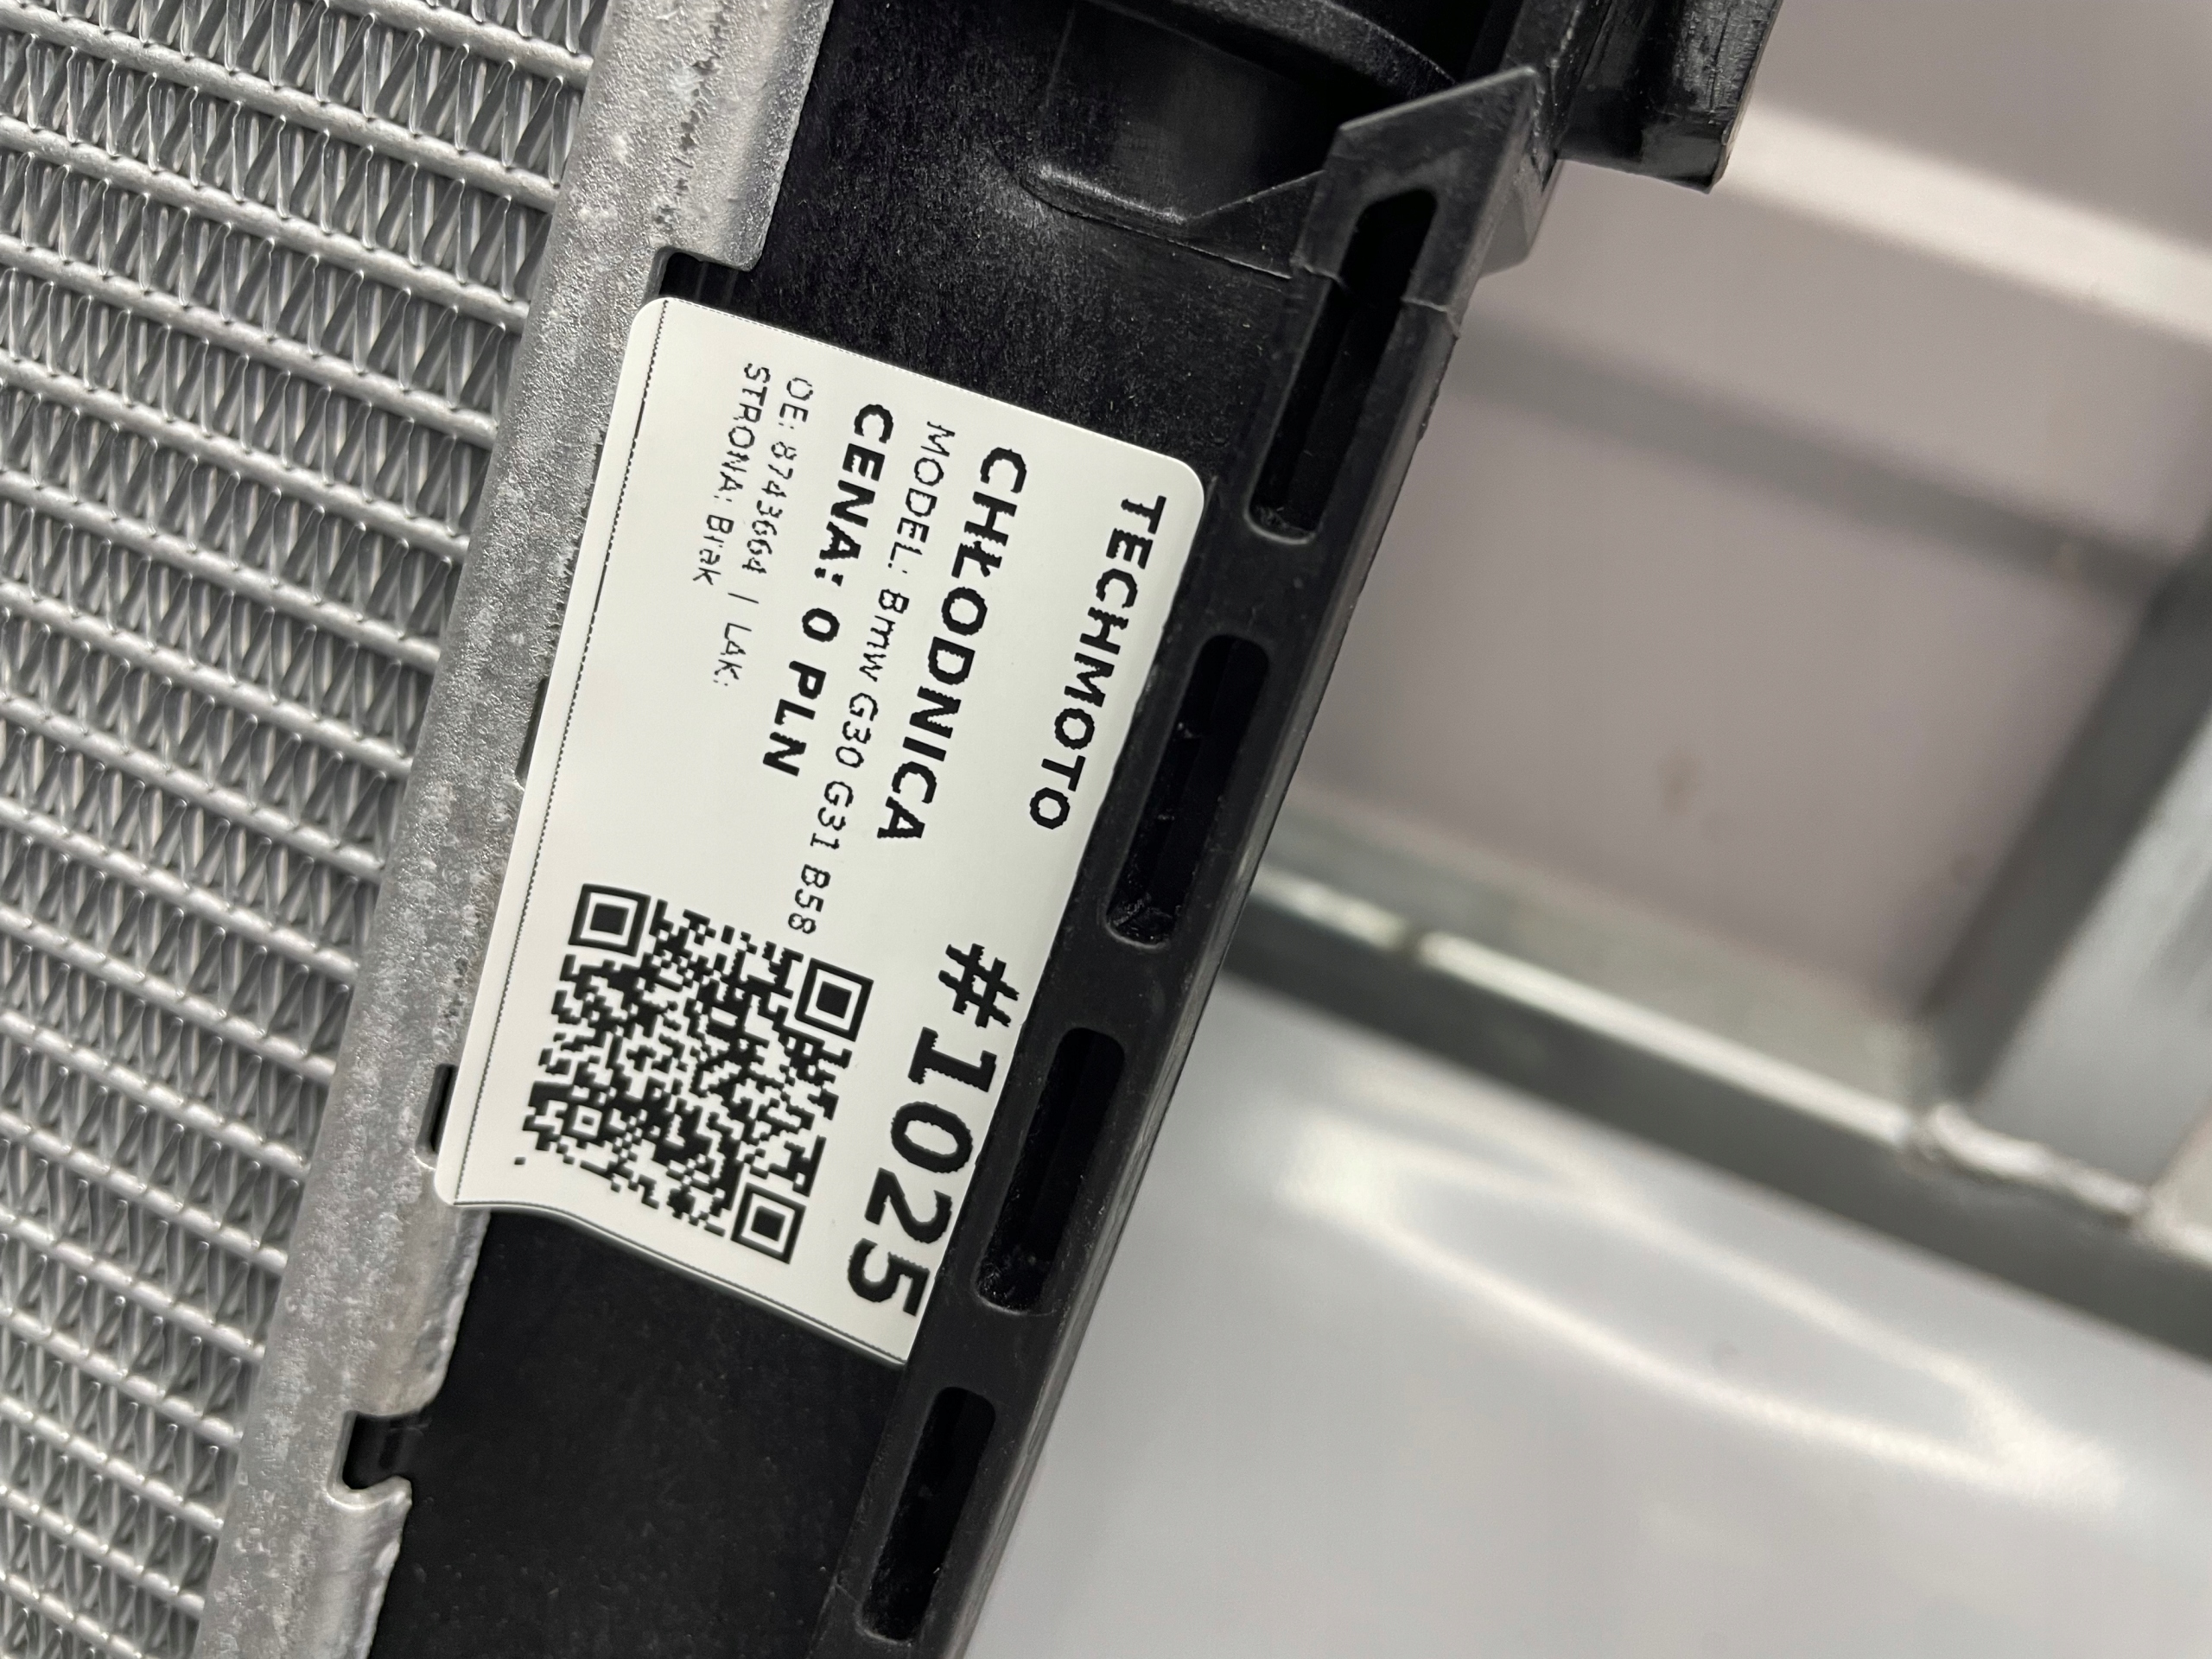 TECHMOTO
#1025
CHŁODNICA
MODEL: Bmw G30 G31 B58
CENA: 0 PLN
OE: 8743664 | LAK:
STRONA: Brak